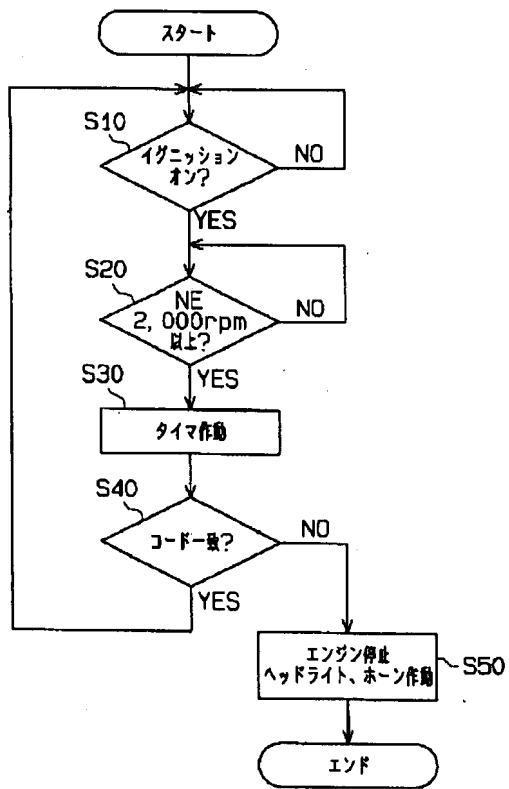 スタート
S10
イグニッション
オン?
NO
YES
S20
NE
2,000rpm
以上?
NO
YES
S30
タイマ作動
S40
コード一致?
NO
YES
エンジン停止
ヘッドライト、ホーン作動
S50
エンド